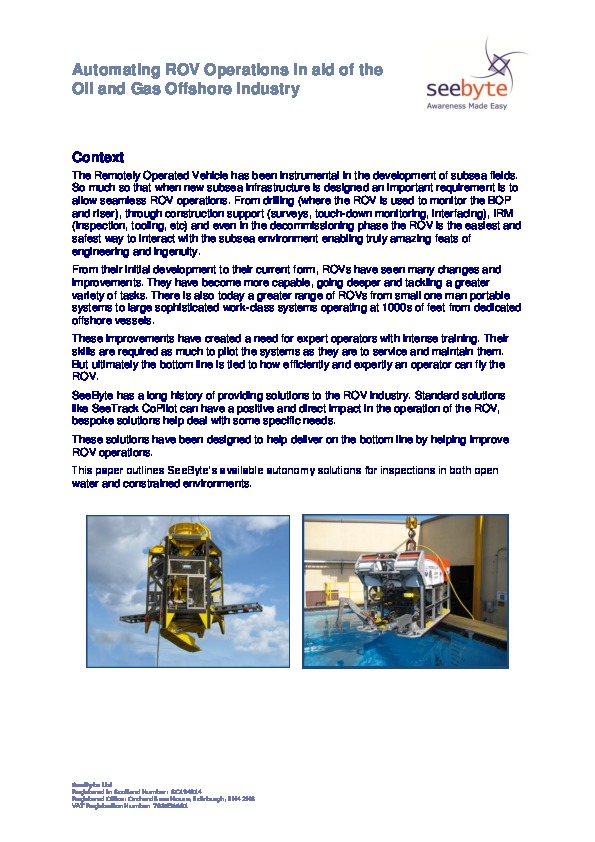 Automating ROV Operations in aid of the
Oil and Gas Offshore Industry
seebyte
Awareness Made Easy
Context
The Remotely Operated Vehicle has been instrumental in the development of subsea fields.
So much so that when new subsea infrastructure is designed an important requirement is to
allow seamless ROV operations. From drilling (where the ROV is used to monitor the BOP
and riser), through construction support (surveys, touch-down monitoring, interfacing), IRM
(inspection, tooling, etc) and even in the decommissioning phase the ROV is the easiest and
safest way to interact with the subsea environment enabling truly amazing feats of
engineering and ingenuity.
From their initial development to their current form, ROVs have seen many changes and
improvements. They have become more capable, going deeper and tackling a greater
variety of tasks. There is also today a greater range of ROVs from small one man portable
systems to large sophisticated work-class systems operating at 1000s of feet from dedicated
offshore vessels.
These improvements have created a need for expert operators with intense training. Their
skills are required as much to pilot the systems as they are to service and maintain them.
But ultimately the bottom line is tied to how efficiently and expertly an operator can fly the
ROV.
SeeByte has a long history of providing solutions to the ROV industry. Standard solutions
like SeeTrack CoPilot can have a positive and direct impact in the operation of the ROV,
bespoke solutions help deal with some specific needs.
These solutions have been designed to help deliver on the bottom line by helping improve
ROV operations.
This paper outlines SeeByte's available autonomy solutions for inspections in both open
water and constrained environments.
SeeByte Ltd
Registered in Scotland Number:
Registered Office: Orchard Brae House, Edinburgh,
VAT Registration Number: